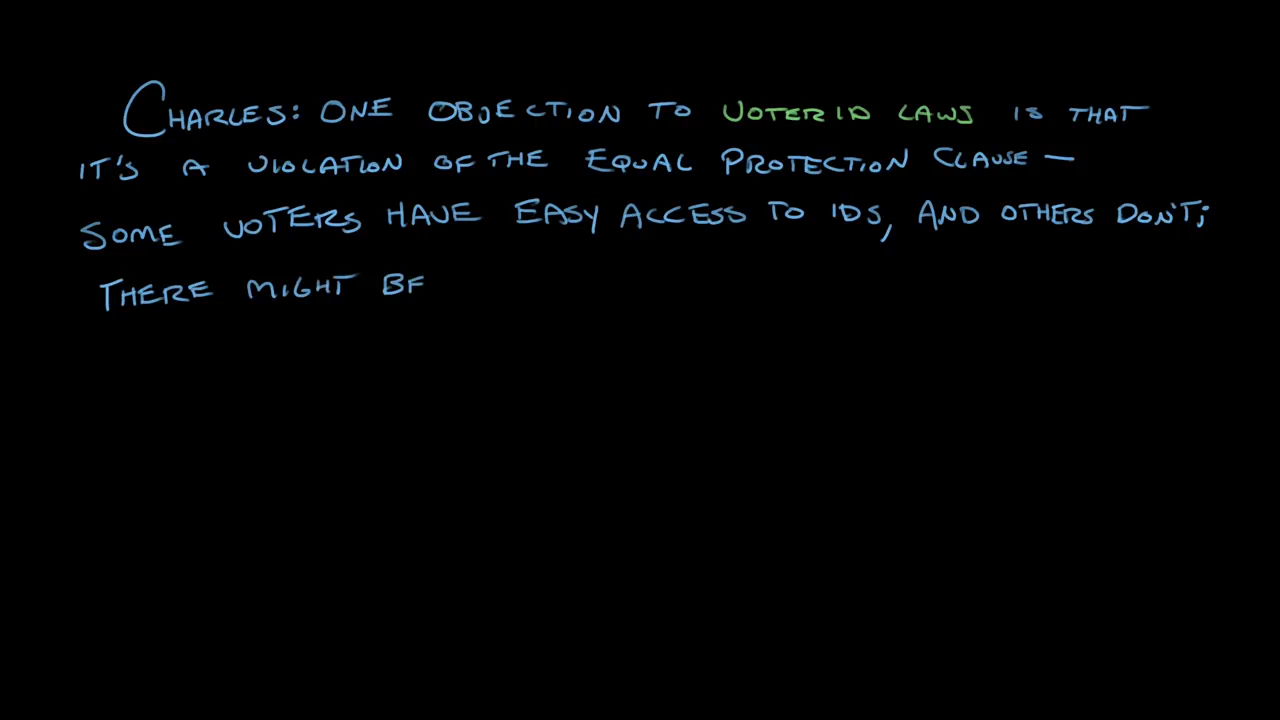 CHARLES: ONE OBJECTION TO VOTER ID LAWS IS THAT
IT'S A VIOLATION OF THE EQUAL PROTECTION CLAUSE —
SOME VOTERS HAVE EASY ACCESS TO IDS, AND OTHERS DON'T;
THERE MIGHT BE